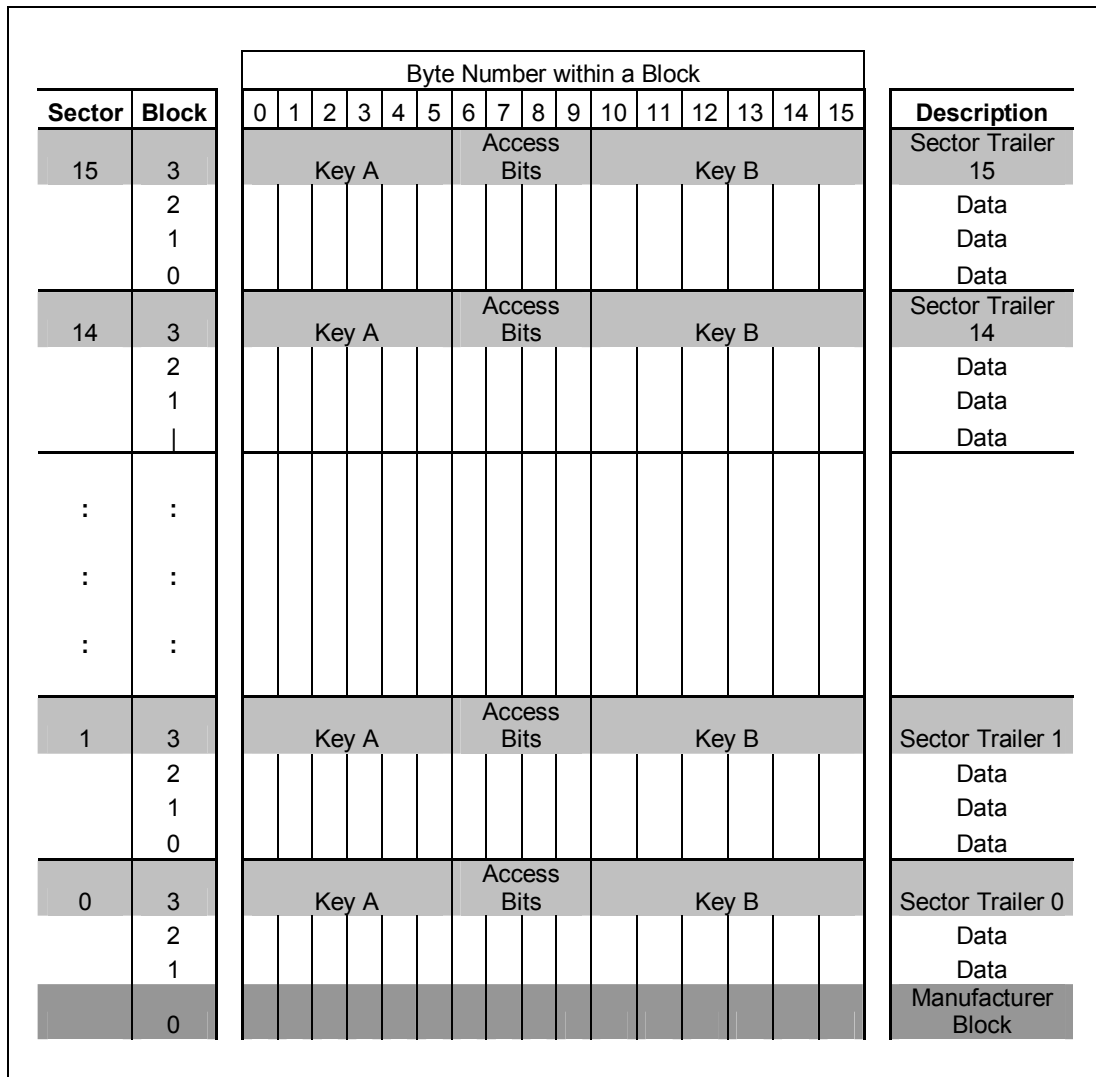 Byte Number within a Block
Sector Block 0 1 2 3 4 5 6 7 8 9 10 11 12 13 14 15 Description
15 3 Key A Access Bits Key B Sector Trailer 15
2 Data
1 Data
0 Data
14 3 Key A Access Bits Key B Sector Trailer 14
2 Data
1 Data
| Data
: :
: :
: :
1 3 Key A Access Bits Key B Sector Trailer 1
2 Data
1 Data
0 Data
0 3 Key A Access Bits Key B Sector Trailer 0
2 Data
1 Data
0 Manufacturer Block